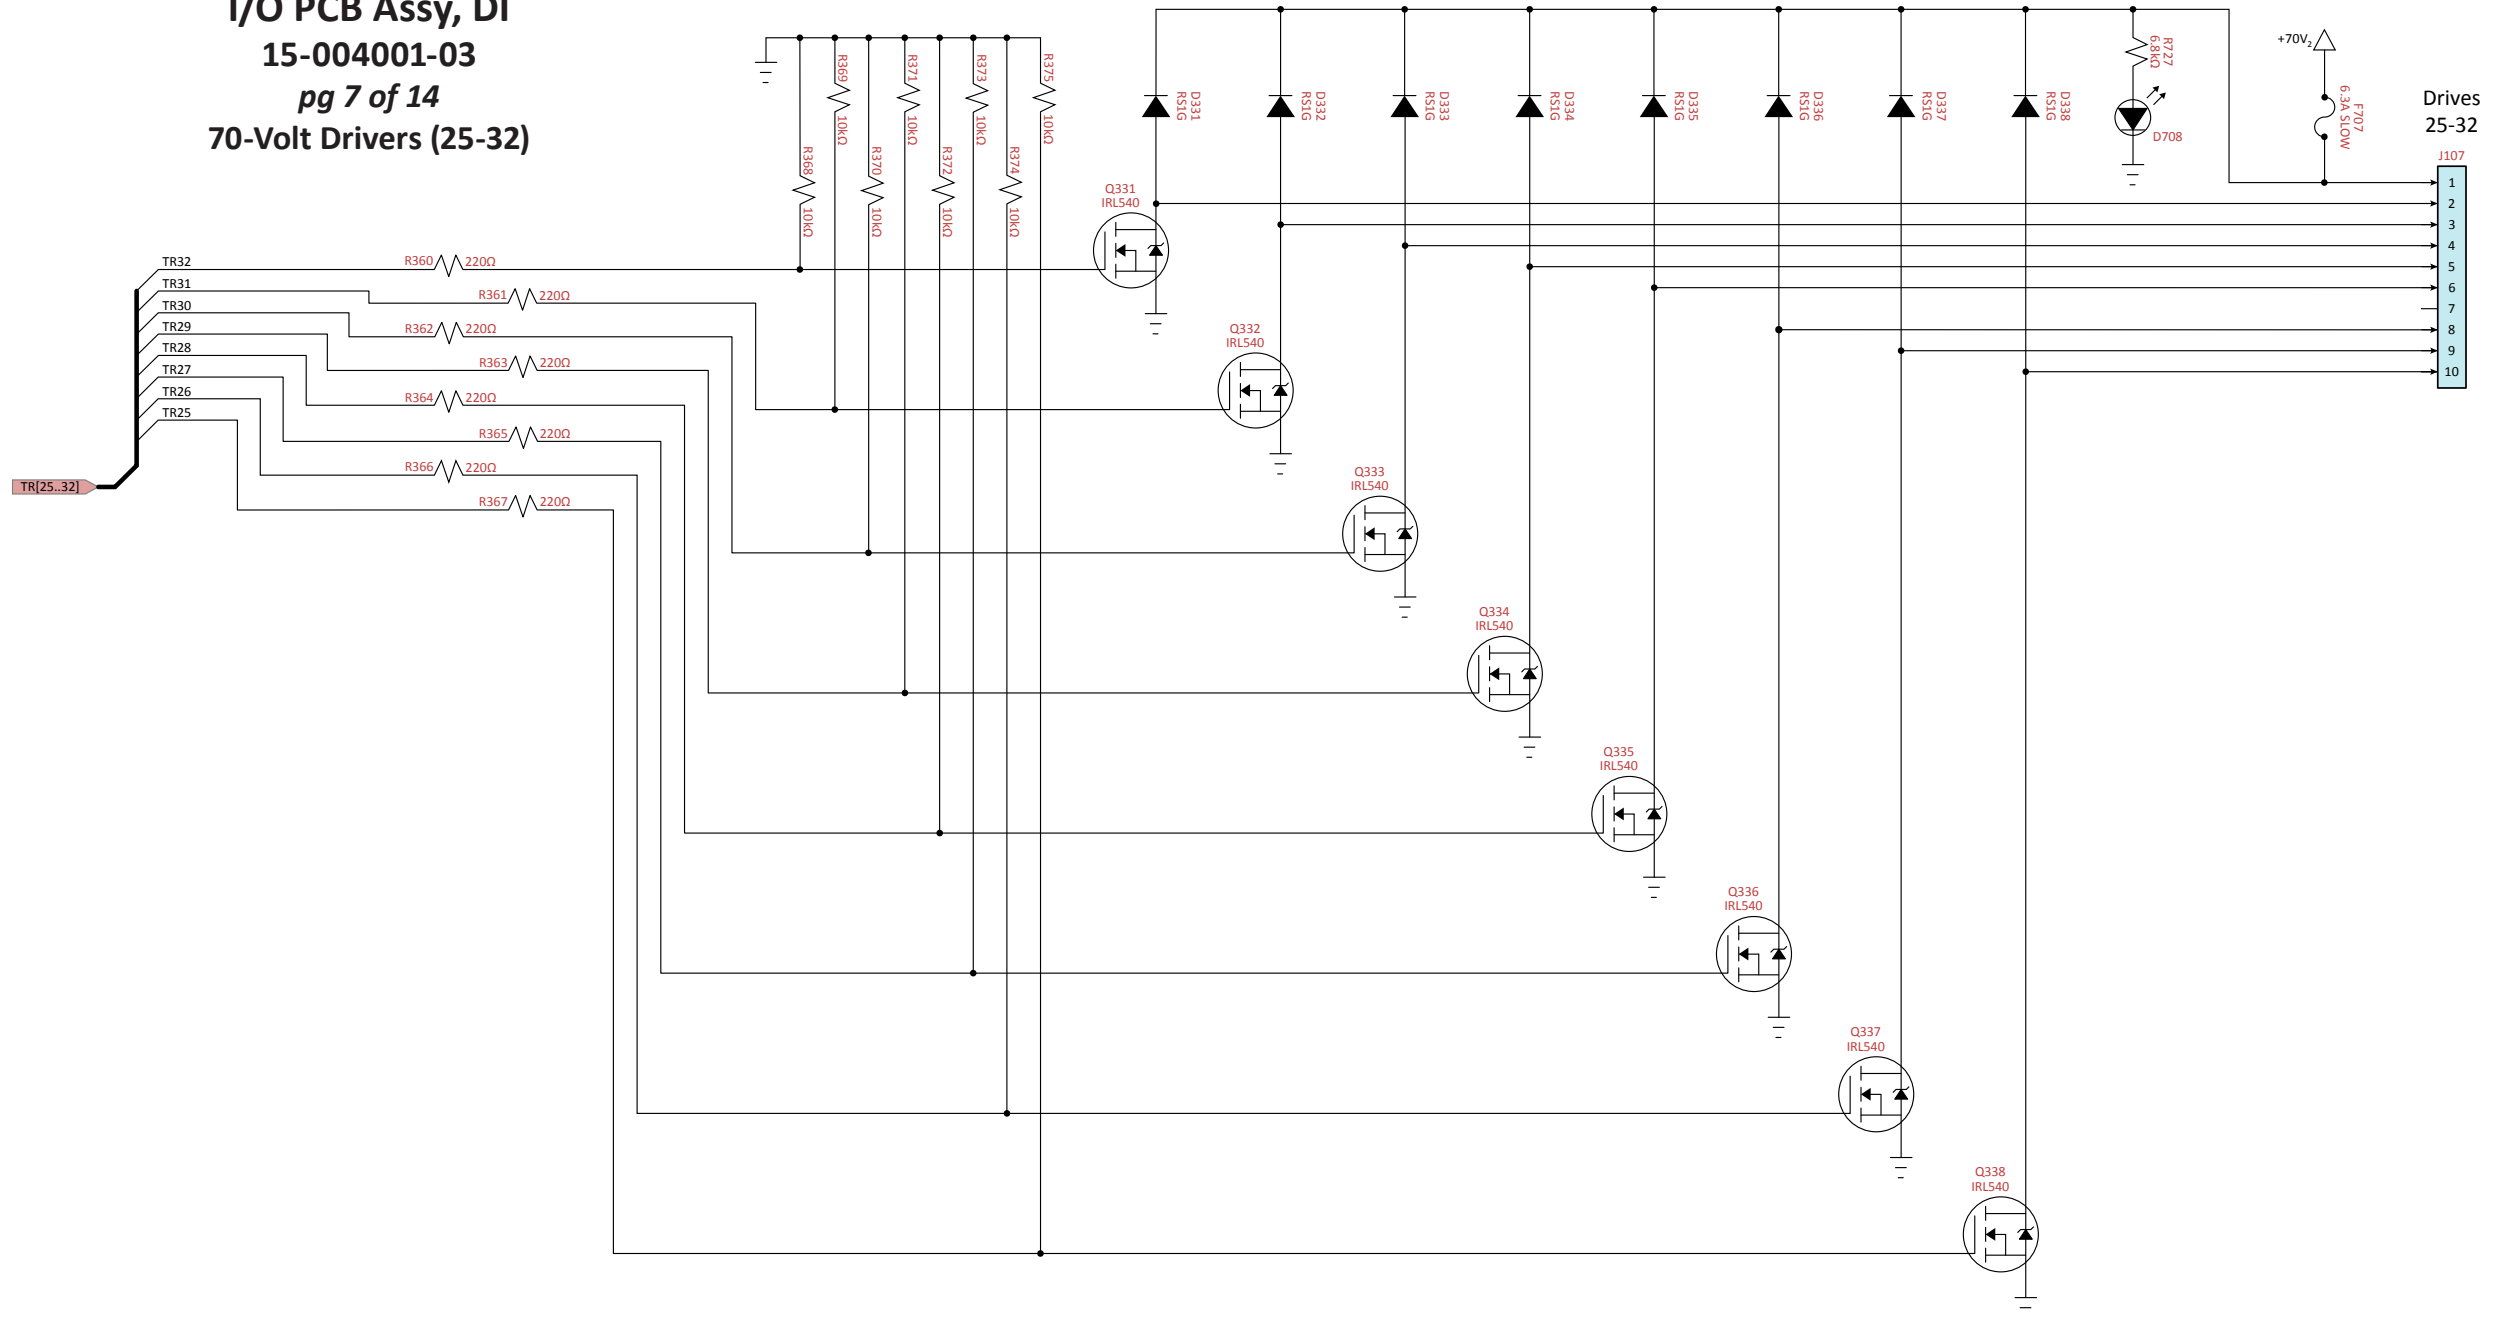 I/O PCB Assy, DI
15-004001-03
pg 7 of 14
70-Volt Drivers (25-32)
R368
10kΩ
R369
10kΩ
R370
10kΩ
R371
10kΩ
R372
10kΩ
R373
10kΩ
R374
10kΩ
R375
10kΩ
D331
RS1G
D332
RS1G
D333
RS1G
D334
RS1G
D335
RS1G
D336
RS1G
D337
RS1G
D338
RS1G
R727
6.8kΩ
D708
+70V2
F707
6.3A SLOW
Drives
25-32
J107
1
2
3
4
5
6
7
8
9
10
TR32
TR31
TR30
TR29
TR28
TR27
TR26
TR25
TR[25..32]
R360 220Ω
R361 220Ω
R362 220Ω
R363 220Ω
R364 220Ω
R365 220Ω
R366 220Ω
R367 220Ω
Q331
IRL540
Q332
IRL540
Q333
IRL540
Q334
IRL540
Q335
IRL540
Q336
IRL540
Q337
IRL540
Q338
IRL540